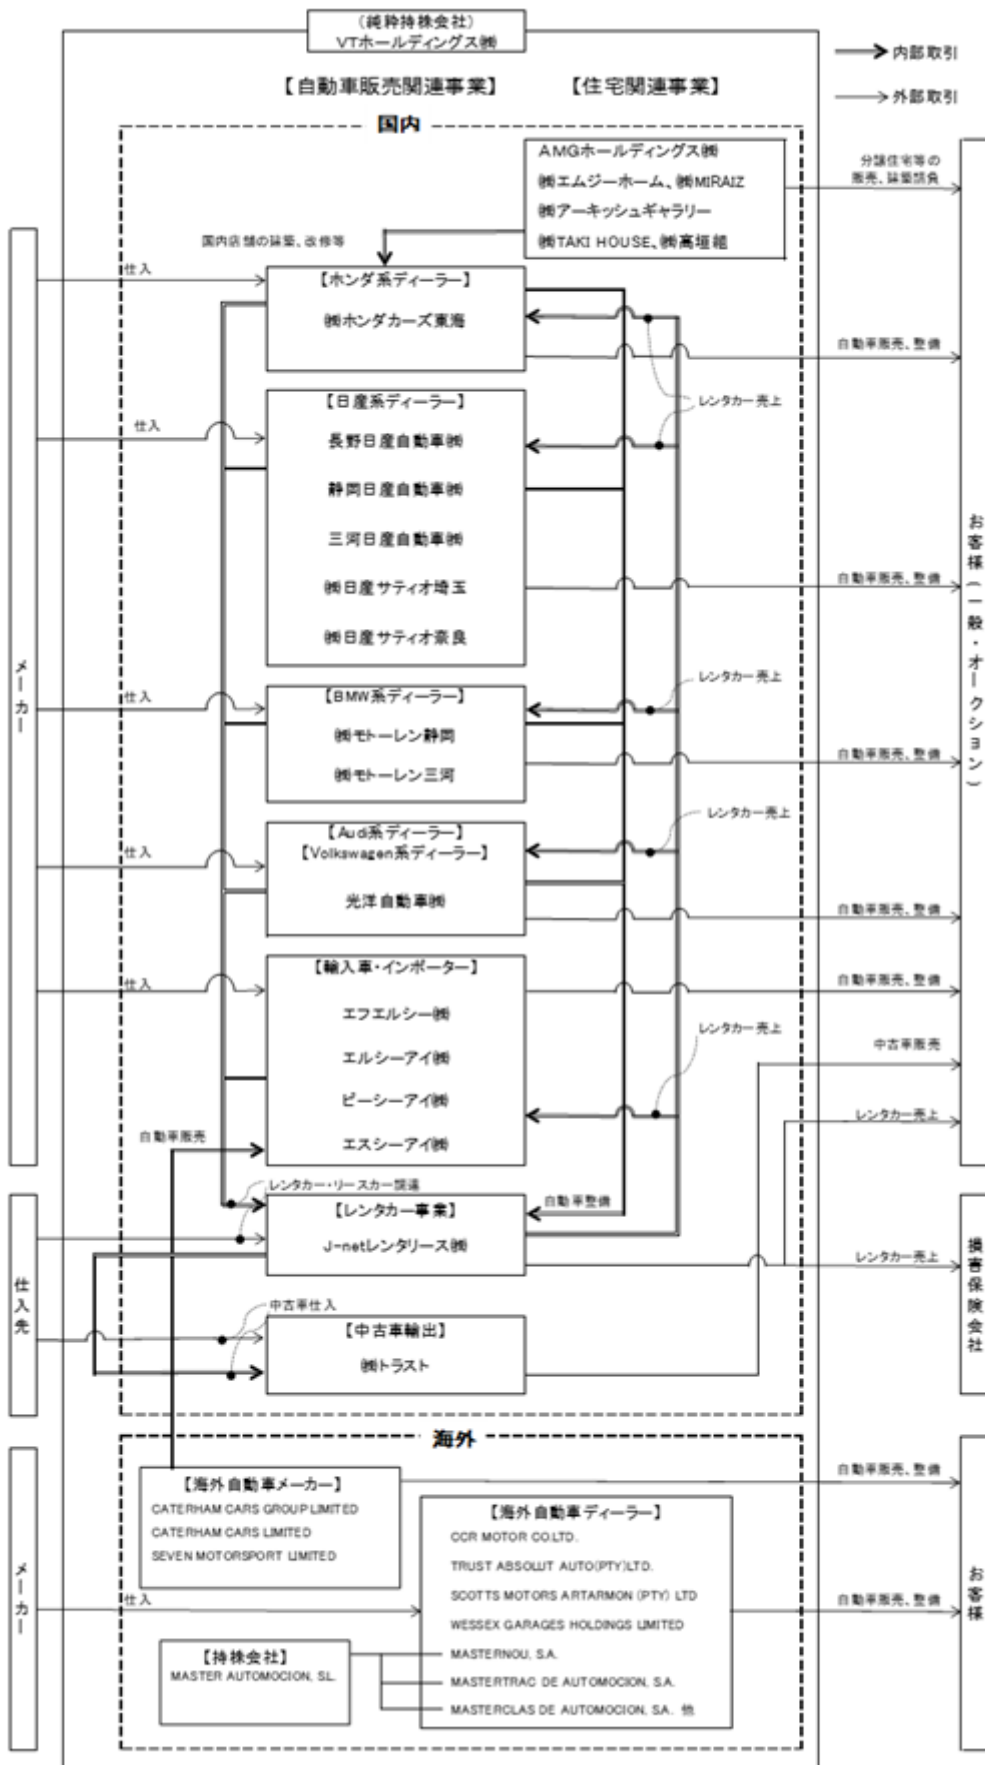 (純粋持株会社)
VTホールディングス㈱
内部取引
外部取引
【自動車販売関連事業】
【住宅関連事業】
国内
AMGホールディングス㈱
㈱エムジーホーム、㈱MIRAIZ
㈱アーキッシュギャラリー
㈱TAKI HOUSE、㈱高垣組
分譲住宅等の
販売、建築請負
国内店舗の建築、改修等
仕入
【ホンダ系ディーラー】
㈱ホンダカーズ東海
自動車販売、整備
レンタカー売上
仕入
【日産系ディーラー】
長野日産自動車㈱
静岡日産自動車㈱
三河日産自動車㈱
㈱日産サティオ埼玉
㈱日産サティオ奈良
自動車販売、整備
お客様(一般・オークション)
メーカー
レンタカー売上
仕入
【BMW系ディーラー】
㈱モトーレン静岡
㈱モトーレン三河
自動車販売、整備
レンタカー売上
仕入
【Audi系ディーラー】
【Volkswagen系ディーラー】
光洋自動車㈱
自動車販売、整備
仕入
【輸入車・インポーター】
エフエルシー㈱
エルシーアイ㈱
ピーシーアイ㈱
エスシーアイ㈱
自動車販売、整備
レンタカー売上
中古車販売
レンタカー売上
自動車販売
レンタカー・リースカー調達
【レンタカー事業】
J-netレンタリース㈱
自動車整備
レンタカー売上
損害保険会社
仕入先
中古車仕入
【中古車輸出】
㈱トラスト
海外
【海外自動車メーカー】
CATERHAM CARS GROUP LIMITED
CATERHAM CARS LIMITED
SEVEN MOTORSPORT LIMITED
自動車販売、整備
【海外自動車ディーラー】
CCR MOTOR CO.LTD.
TRUST ABSOLUT AUTO(PTY)LTD.
SCOTTS MOTORS ARTARMON (PTY) LTD
WESSEX GARAGES HOLDINGS LIMITED
MASTERNOU, S.A.
MASTERTRAC DE AUTOMOCION, S.A.
MASTERCLAS DE AUTOMOCION, S.A. 他
メーカー
仕入
自動車販売、整備
お客様
【持株会社】
MASTER AUTOMOCION, SL.